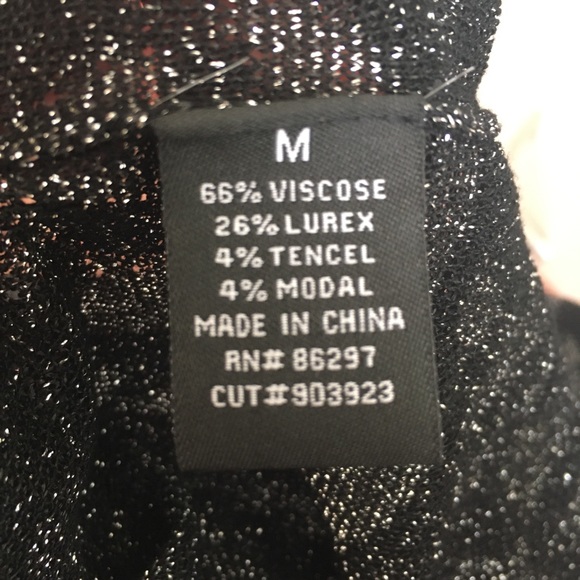 M
66% VISCOSE
26% LUREX
4% TENCEL
4% MODAL
MADE IN CHINA
RN# 86297
CUT#903923